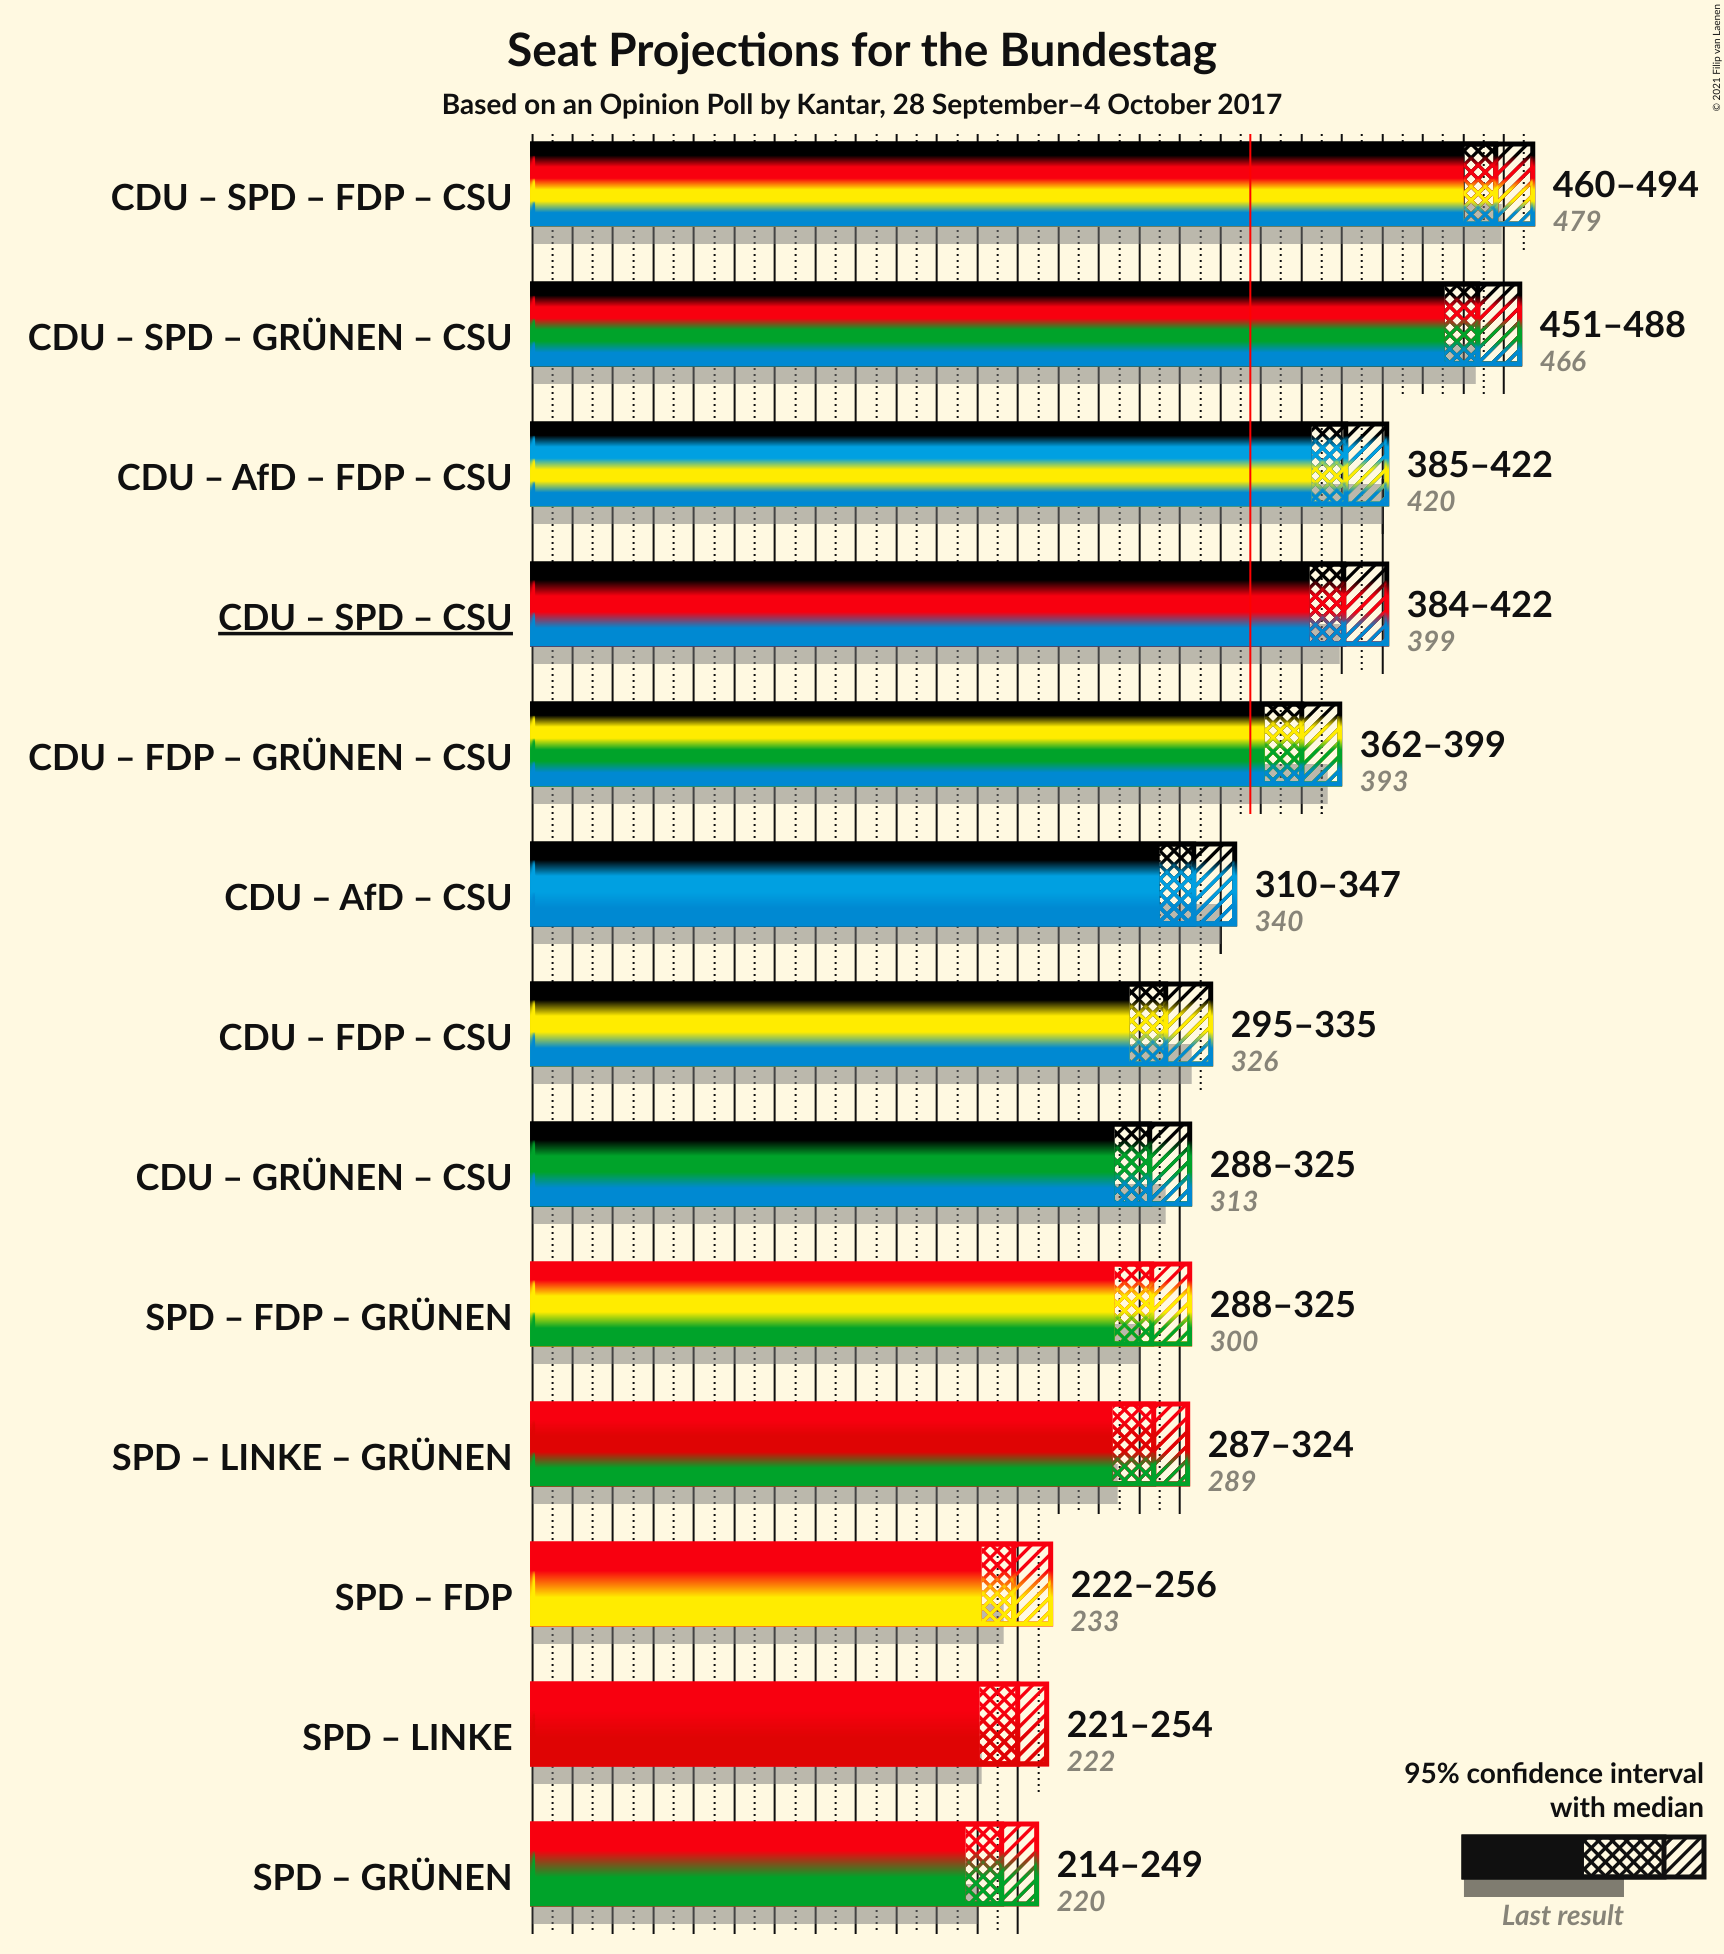 Seat Projections for the Bundestag
Based on an Opinion Poll by Kantar, 28 September–4 October 2017
© 2021 Filip van Laenen
CDU – SPD – FDP – CSU
460–494
479
CDU – SPD – GRÜNEN – CSU
451–488
466
CDU – AfD – FDP – CSU
385–422
420
CDU – SPD – CSU
384–422
399
CDU – FDP – GRÜNEN – CSU
362–399
393
CDU – AfD – CSU
310–347
340
CDU – FDP – CSU
295–335
326
CDU – GRÜNEN – CSU
288–325
313
SPD – FDP – GRÜNEN
288–325
300
SPD – LINKE – GRÜNEN
287–324
289
SPD – FDP
222–256
233
SPD – LINKE
221–254
222
SPD – GRÜNEN
214–249
220
95% confidence interval
with median
Last result